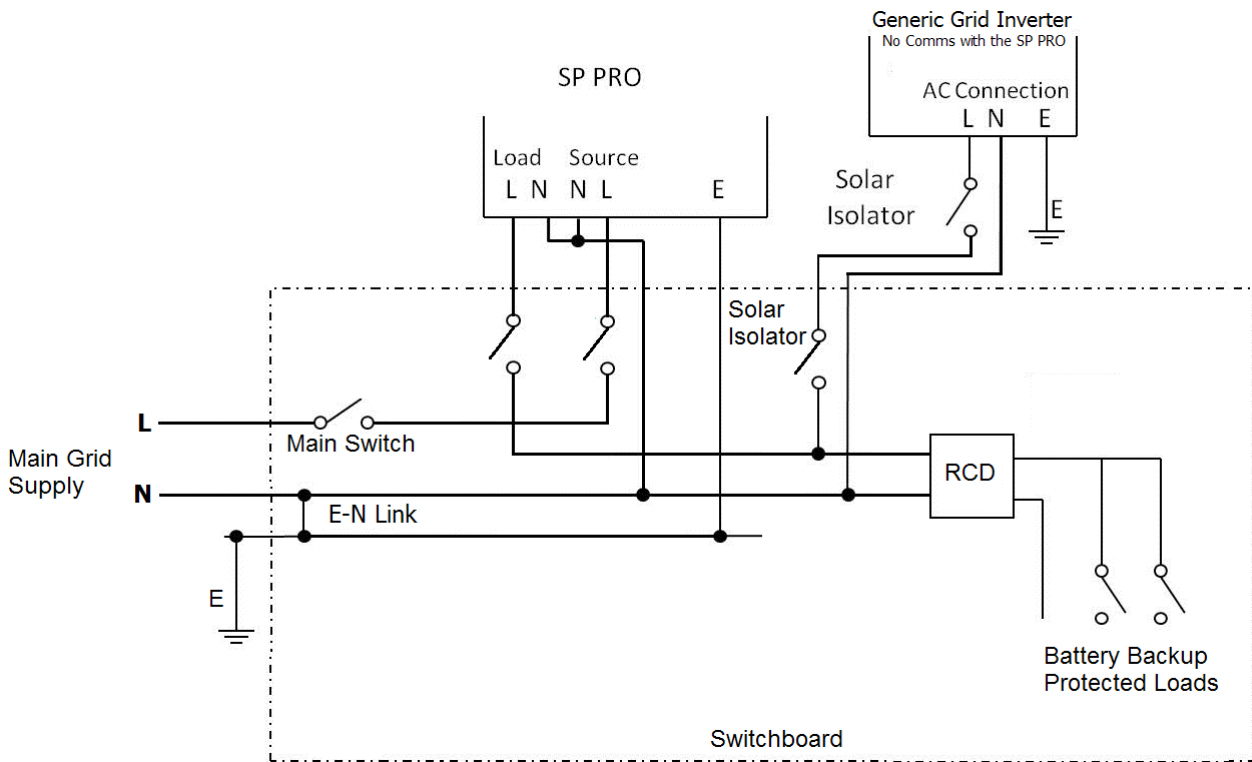 Generic Grid Inverter
No Comms with the SP PRO
AC Connection
L N E
SP PRO
Load Source
L N N L E
Solar
Isolator
E
Solar
Isolator
L
Main Switch
Main Grid
Supply
N
E-N Link
RCD
E
Battery Backup
Protected Loads
Switchboard